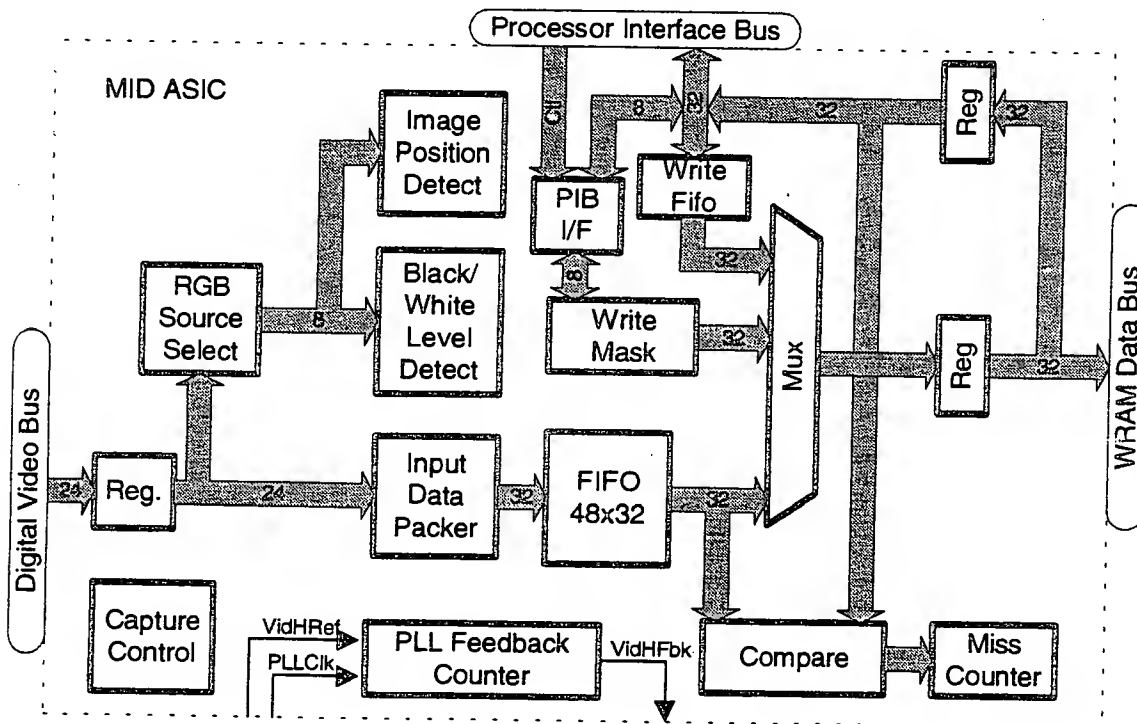 Processor Interface Bus
MID ASIC
Image
Position
Detect
Ctl
8
32
32
Reg
32
Write
Fifo
PIB
I/F
32
8
RGB
Source
Select
8
Black/
White
Level
Detect
Write
Mask
32
Mux
Reg
32
WRAM Data Bus
Digital Video Bus
24
Reg.
24
Input
Data
Packer
32
FIFO
48x32
32
Capture
Control
VidHRef
PLLClk
PLL Feedback
Counter
VidHFbk
Compare
Miss
Counter